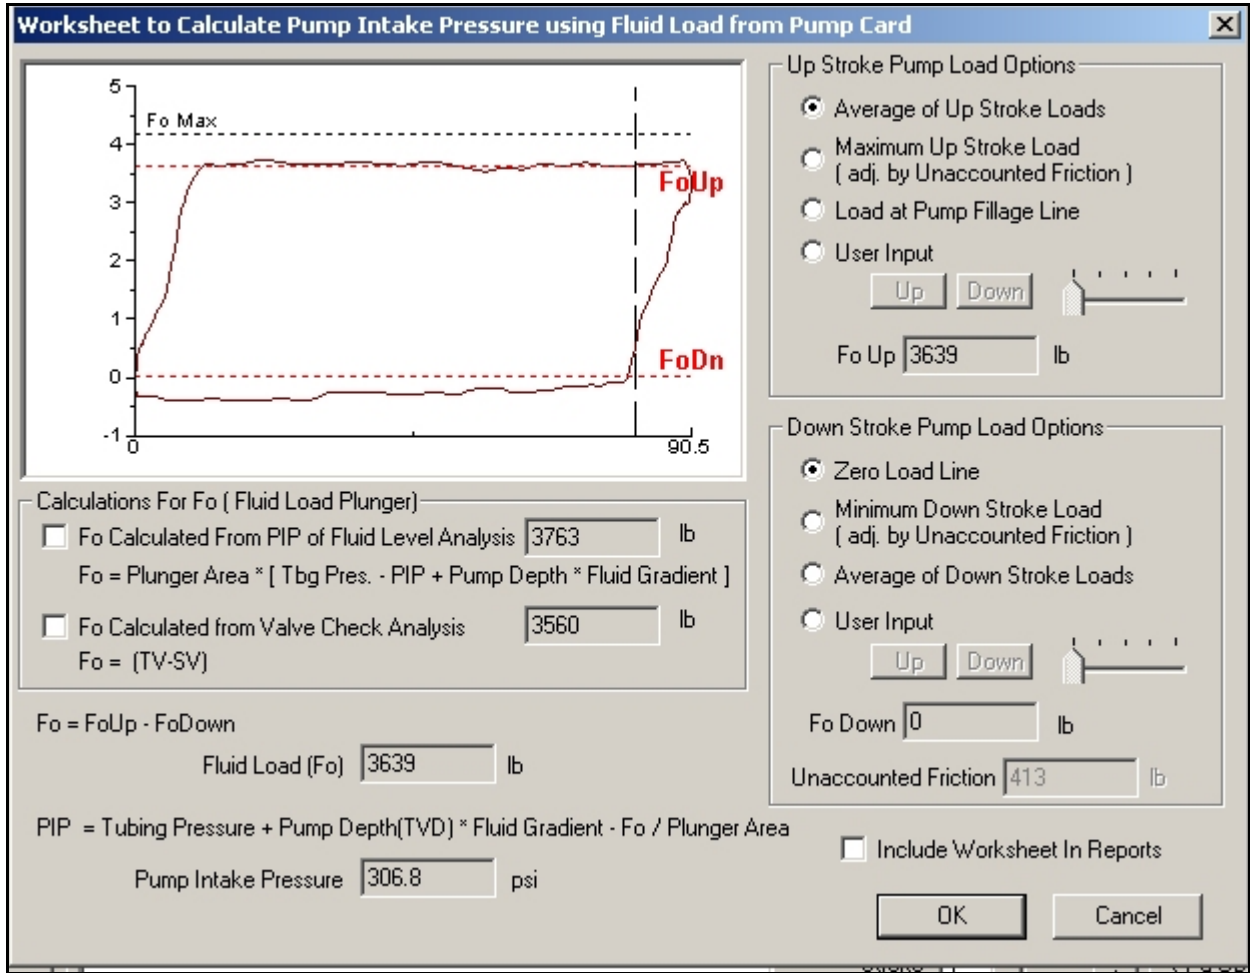 Worksheet to Calculate Pump Intake Pressure using Fluid Load from Pump Card
5
Fo Max
4
FoUp
3
2
1
FoDn
0
-1
0
90.5
Calculations For Fo ( Fluid Load Plunger)
Fo Calculated From PIP of Fluid Level Analysis 3763 lb
Fo = Plunger Area * [ Tbg Pres. - PIP + Pump Depth * Fluid Gradient ]
Fo Calculated from Valve Check Analysis 3560 lb
Fo = (TV-SV)
Fo = FoUp - FoDown
Fluid Load (Fo) 3639 lb
PIP = Tubing Pressure + Pump Depth(TVD) * Fluid Gradient - Fo / Plunger Area
Pump Intake Pressure 306.8 psi
Up Stroke Pump Load Options
Average of Up Stroke Loads
Maximum Up Stroke Load
( adj. by Unaccounted Friction )
Load at Pump Fillage Line
User Input
Up Down
Fo Up 3639 lb
Down Stroke Pump Load Options
Zero Load Line
Minimum Down Stroke Load
( adj. by Unaccounted Friction )
Average of Down Stroke Loads
User Input
Up Down
Fo Down 0 lb
Unaccounted Friction 413 lb
Include Worksheet In Reports
OK Cancel